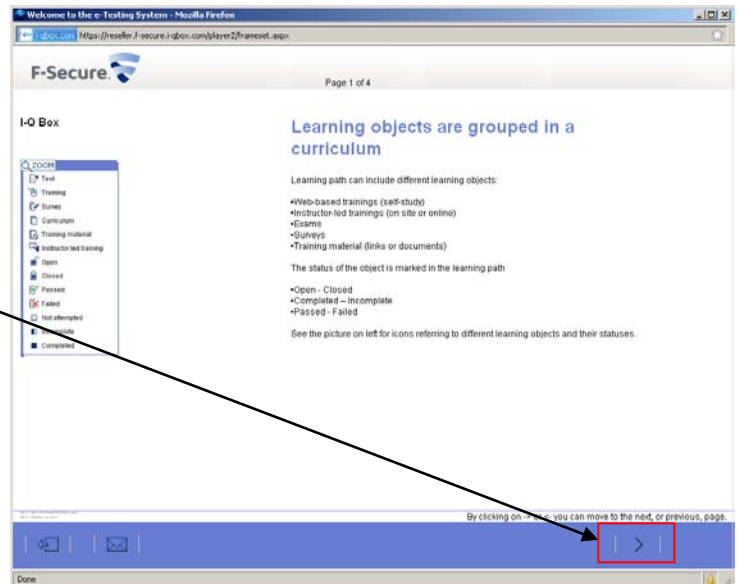 Welcome to the e-Testing System - Mozilla Firefox
i-qbox.com https://reseller.f-secure.i-qbox.com/player2/frameset.aspx
F-Secure.
Page 1 of 4
I-Q Box
ZOOM
Test
Training
Survey
Curriculum
Training material
Instructor led training
Open
Closed
Passed
Failed
Not attempted
Incomplete
Completed
Learning objects are grouped in a
curriculum
Learning path can include different learning objects:
•Web-based trainings (self-study)
•Instructor-led trainings (on site or online)
•Exams
•Surveys
•Training material (links or documents)
The status of the object is marked in the learning path
•Open - Closed
•Completed – Incomplete
•Passed - Failed
See the picture on left for icons referring to different learning objects and their statuses.
By clicking on -> or <- you can move to the next, or previous, page.
Done